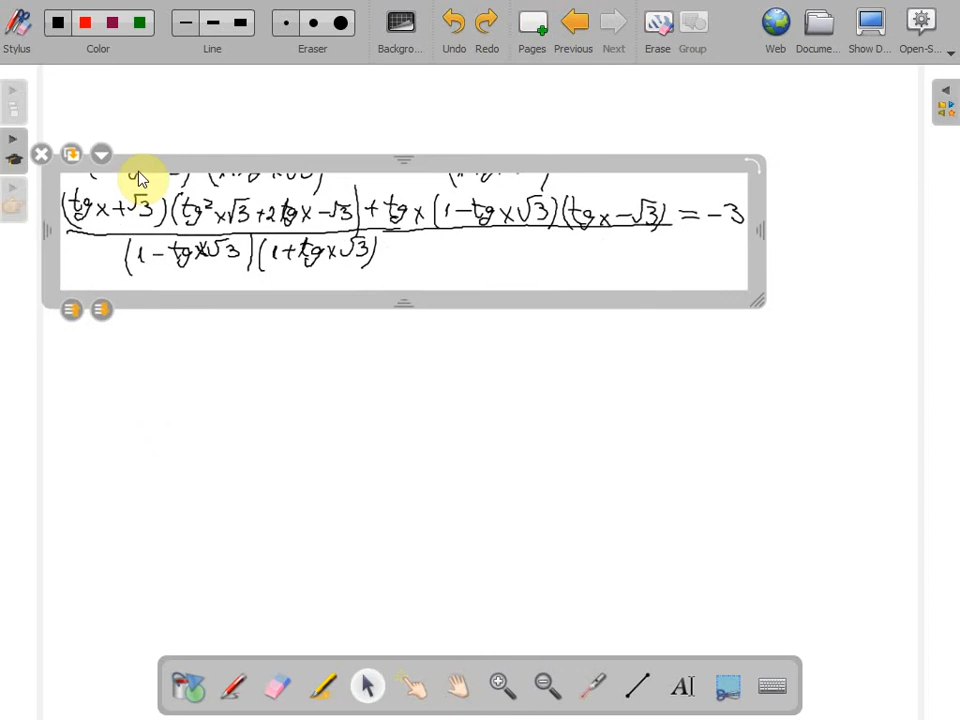 Stylus Color Line Eraser Backgro... Undo Redo Pages Previous Next Erase Group Web Docume... Show D... Open-S...
(tg x+√3)(tg² x√3+2tg x-√3)+tg x(1-tg x√3)(tg x-√3) = -3
(1-tg x√3)(1+tg x√3)